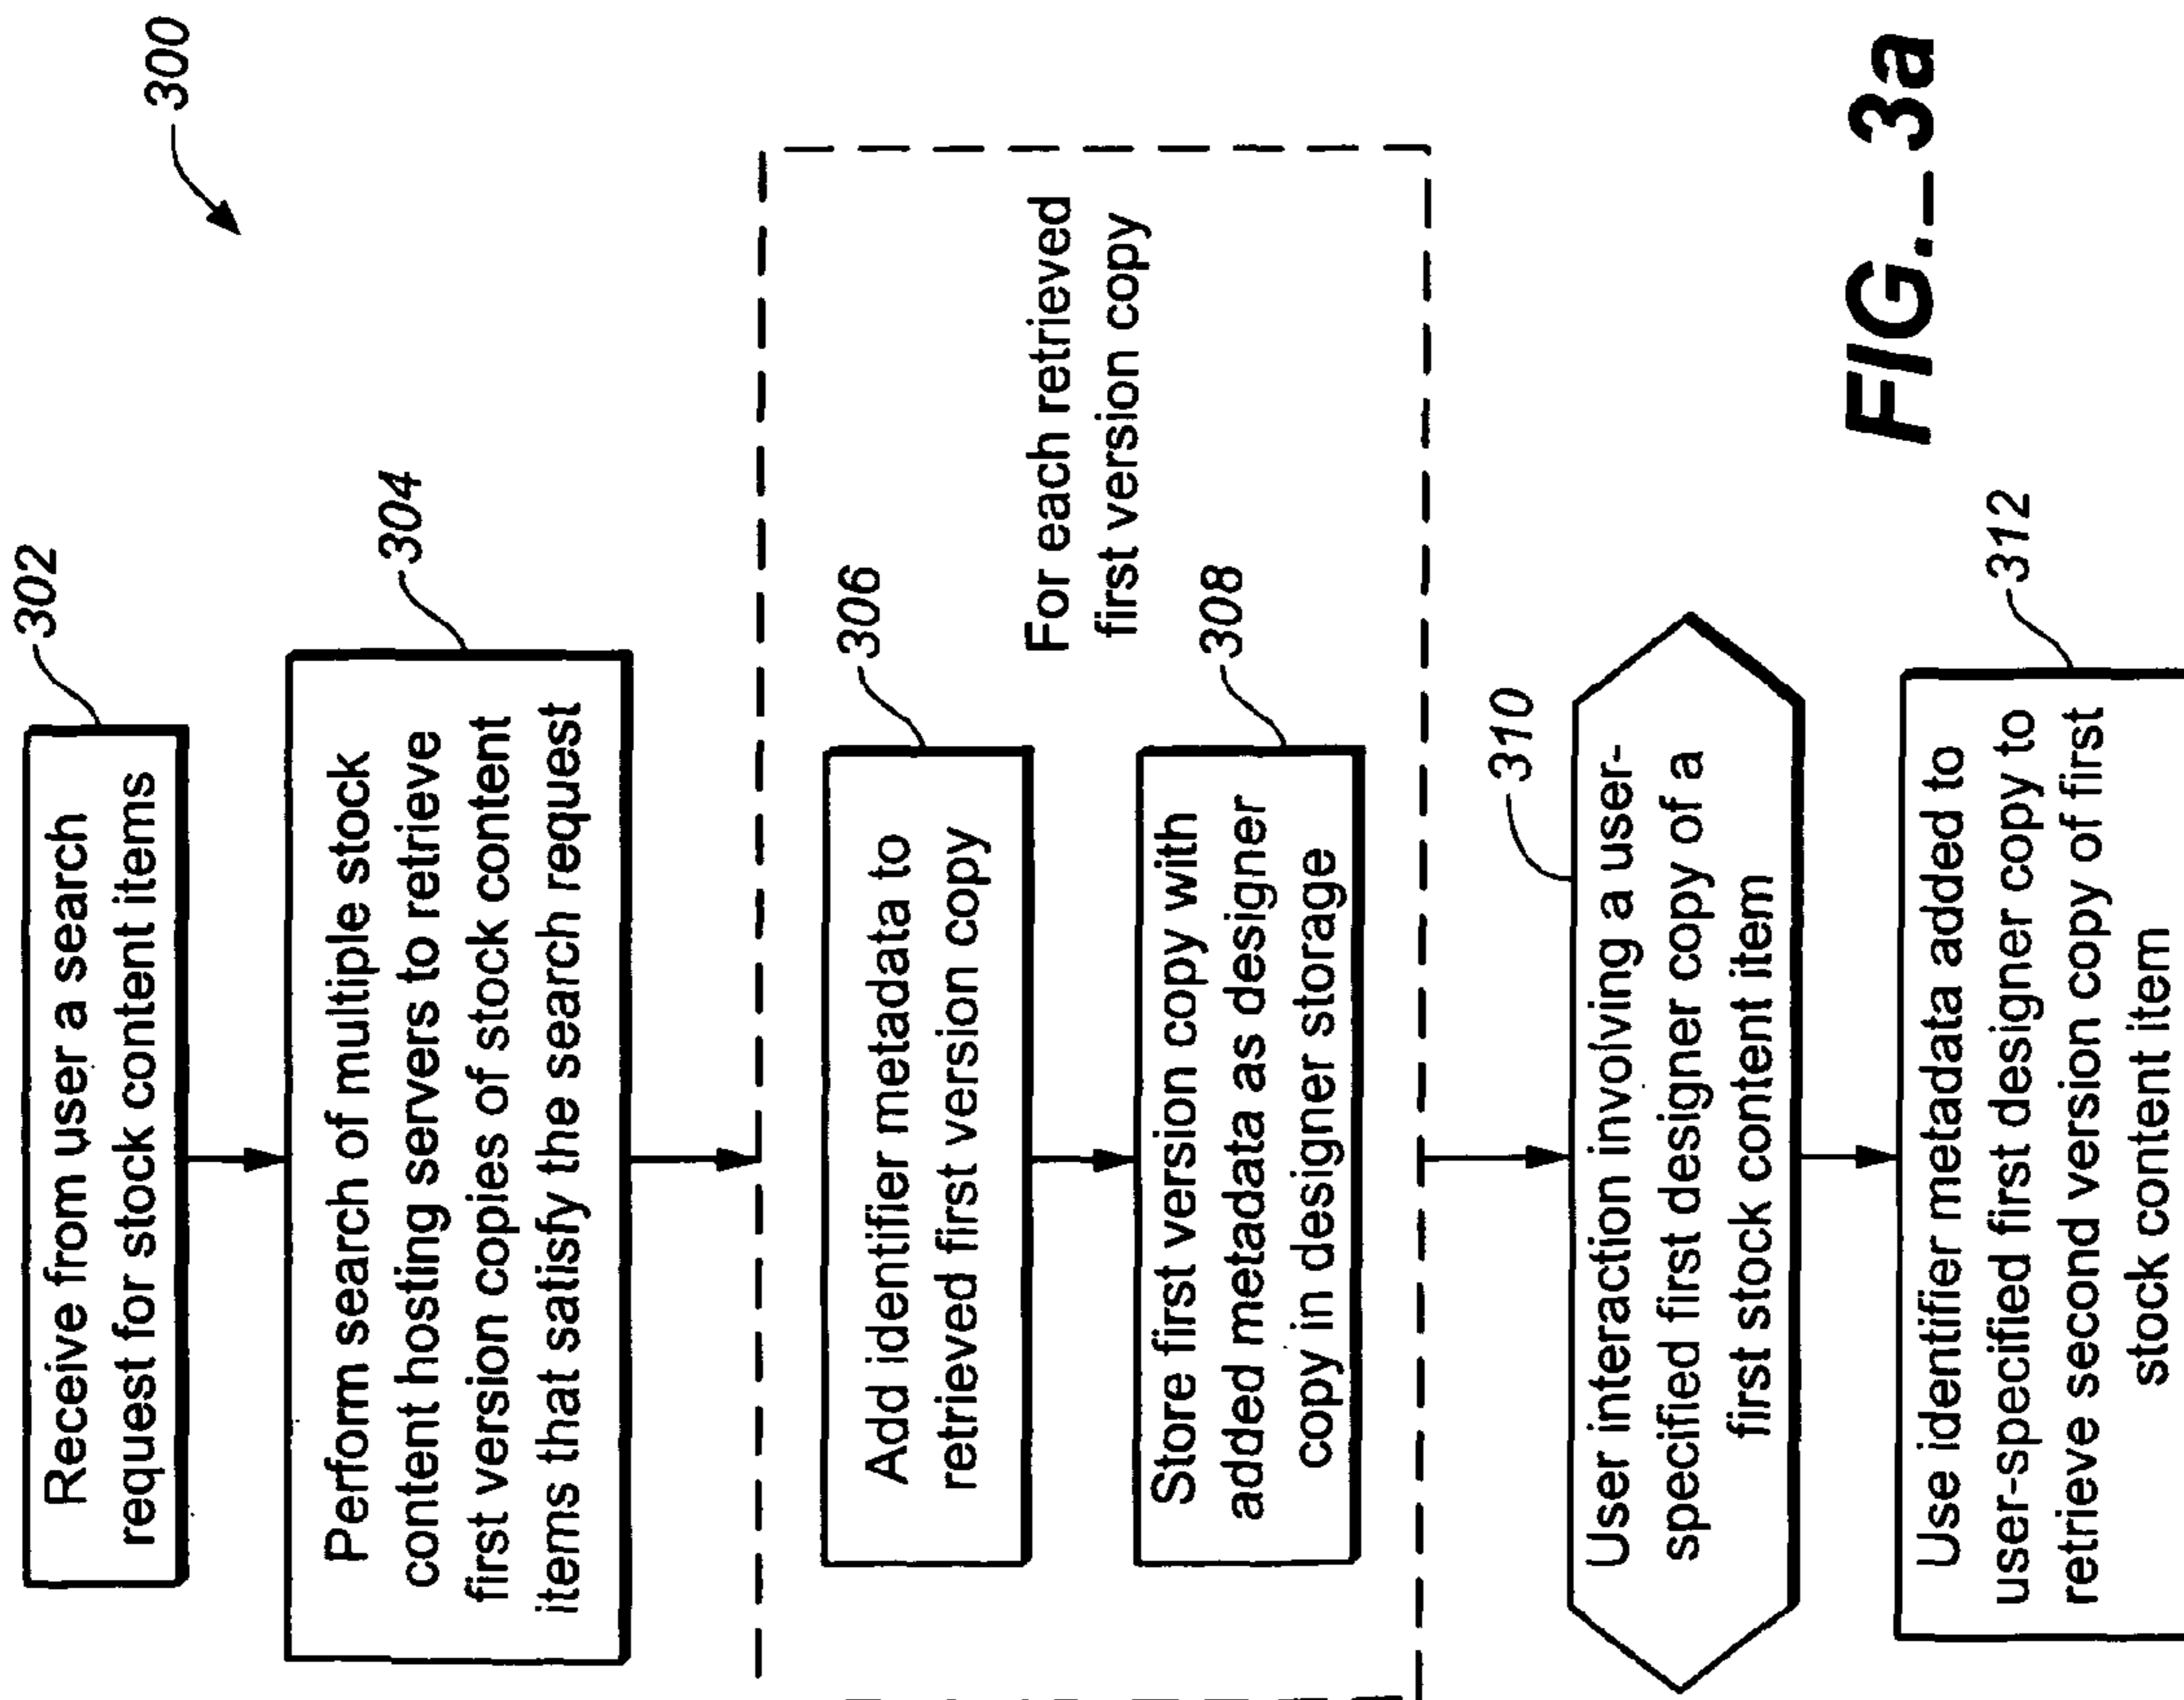 300
302
Receive from user a search
request for stock content items
304
Perform search of multiple stock
content hosting servers to retrieve
first version copies of stock content
items that satisfy the search request
For each retrieved
first version copy
306
Add identifier metadata to
retrieved first version copy
308
Store first version copy with
added metadata as designer
copy in designer storage
310
User interaction involving a user-
specified first designer copy of a
first stock content item
312
Use identifier metadata added to
user-specified first designer copy to
retrieve second version copy of first
stock content item
FIG._3a